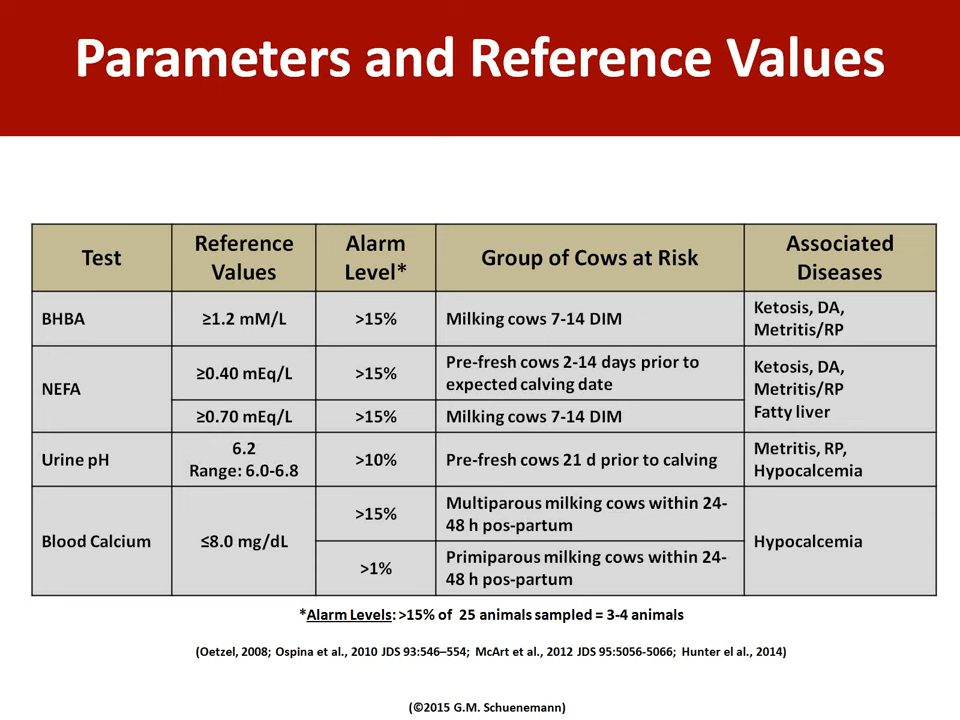 Parameters and Reference Values
Test
Reference
Values
Alarm
Level*
Group of Cows at Risk
Associated
Diseases
BHBA
≥1.2 mM/L
>15%
Milking cows 7-14 DIM
Ketosis, DA,
Metritis/RP
NEFA
≥0.40 mEq/L
>15%
Pre-fresh cows 2-14 days prior to
expected calving date
Ketosis, DA,
Metritis/RP
Fatty liver
≥0.70 mEq/L
>15%
Milking cows 7-14 DIM
Urine pH
6.2
Range: 6.0-6.8
>10%
Pre-fresh cows 21 d prior to calving
Metritis, RP,
Hypocalcemia
Blood Calcium
≤8.0 mg/dL
>15%
Multiparous milking cows within 24-
48 h pos-partum
Hypocalcemia
>1%
Primiparous milking cows within 24-
48 h pos-partum
*Alarm Levels: >15% of 25 animals sampled = 3-4 animals
(Oetzel, 2008; Ospina et al., 2010 JDS 93:546–554; McArt et al., 2012 JDS 95:5056-5066; Hunter el al., 2014)
(©2015 G.M. Schuenemann)